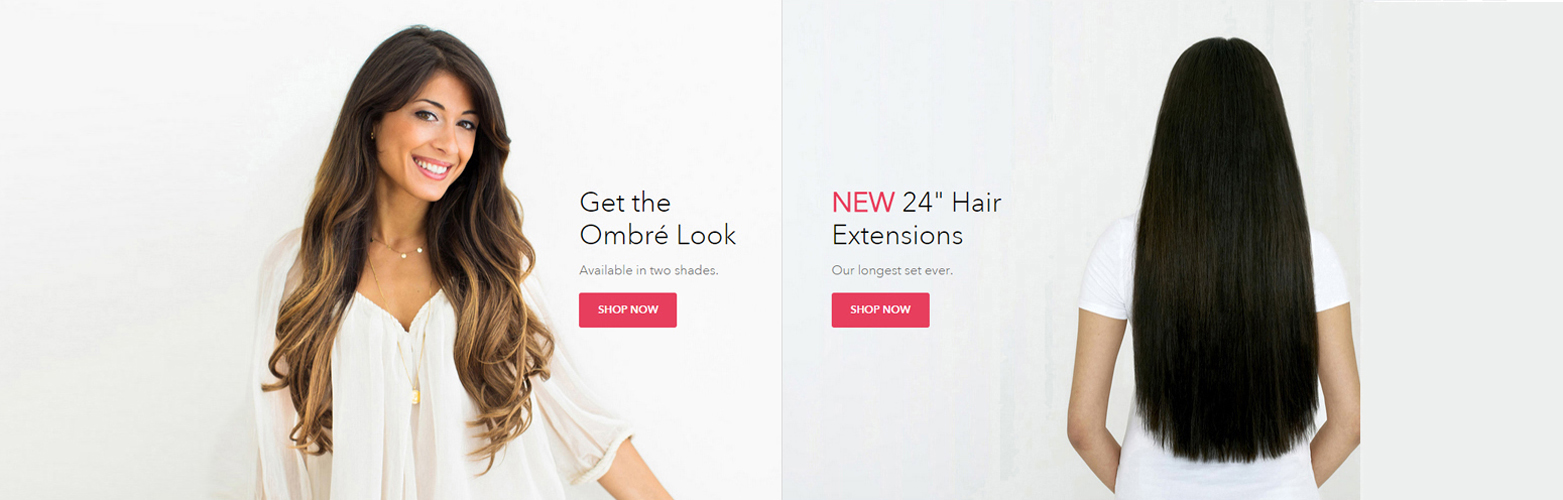 Get the
Ombré Look
Available in two shades.
SHOP NOW
NEW 24" Hair
Extensions
Our longest set ever.
SHOP NOW